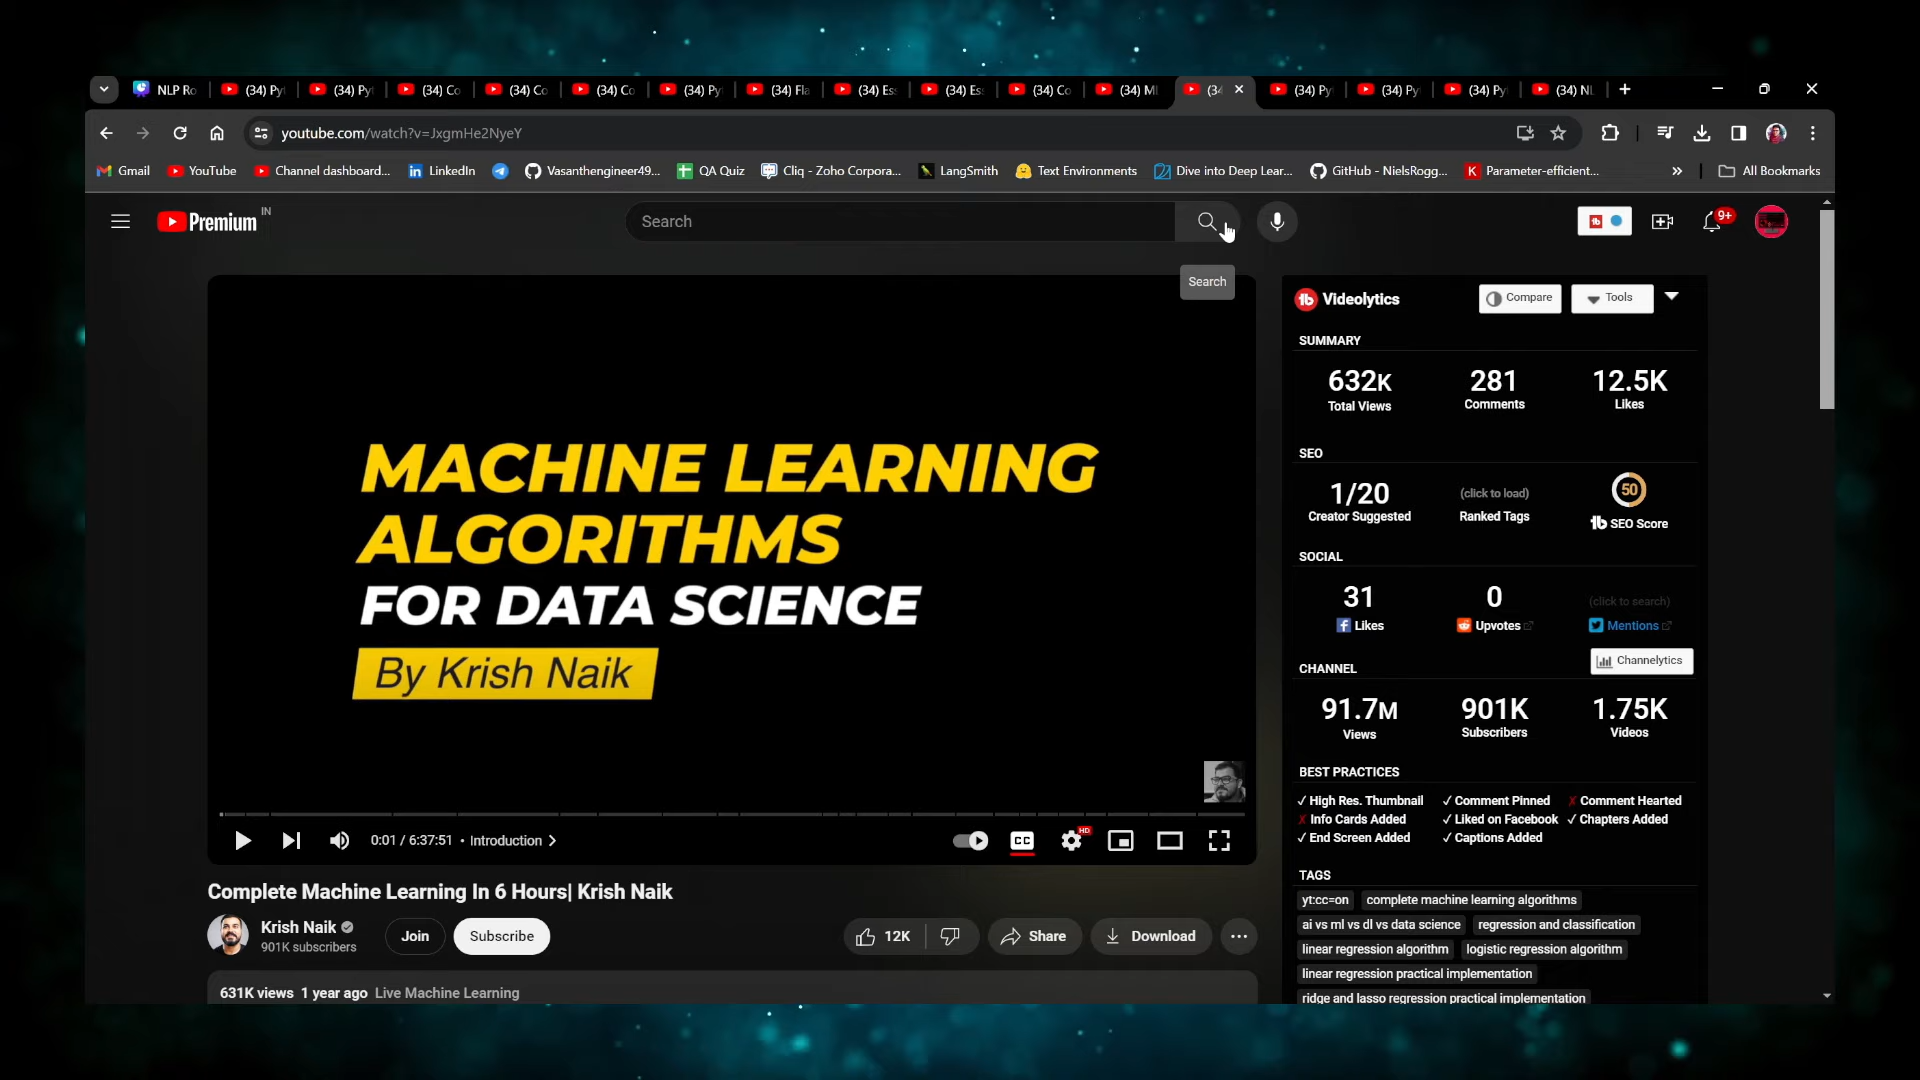 NLP Ro
(34) Py
(34) Py
(34) Co
(34) Co
(34) Co
(34) Py
(34) Fla
(34) Es
(34) Es
(34) Co
(34) M
(34
(34) Py
(34) Py
(34) Py
(34) NL
youtube.com/watch?v=JxgmHe2NyeY
Gmail
YouTube
Channel dashboard...
LinkedIn
Vasanthengineer49...
QA Quiz
Cliq - Zoho Corpora...
LangSmith
Text Environments
Dive into Deep Lear...
GitHub - NielsRogg...
K Parameter-efficient...
»
All Bookmarks
Premium IN
Search
9+
Search
Videolytics
Compare
Tools
SUMMARY
632K 281 12.5K
Total Views Comments Likes
SEO
1/20 (click to load) 50
Creator Suggested Ranked Tags SEO Score
SOCIAL
31 0 (click to search)
Likes Upvotes Mentions
CHANNEL
Channelytics
91.7M 901K 1.75K
Views Subscribers Videos
BEST PRACTICES
✓ High Res. Thumbnail ✓ Comment Pinned ✗ Comment Hearted
✗ Info Cards Added ✓ Liked on Facebook ✓ Chapters Added
✓ End Screen Added ✓ Captions Added
TAGS
yt:cc=on complete machine learning algorithms
ai vs ml vs dl vs data science regression and classification
linear regression algorithm logistic regression algorithm
linear regression practical implementation
ridge and lasso regression practical implementation
MACHINE LEARNING
ALGORITHMS
FOR DATA SCIENCE
By Krish Naik
0:01 / 6:37:51 • Introduction
CC
HD
Complete Machine Learning In 6 Hours| Krish Naik
Krish Naik
901K subscribers
Join
Subscribe
12K
Share
Download
631K views 1 year ago Live Machine Learning